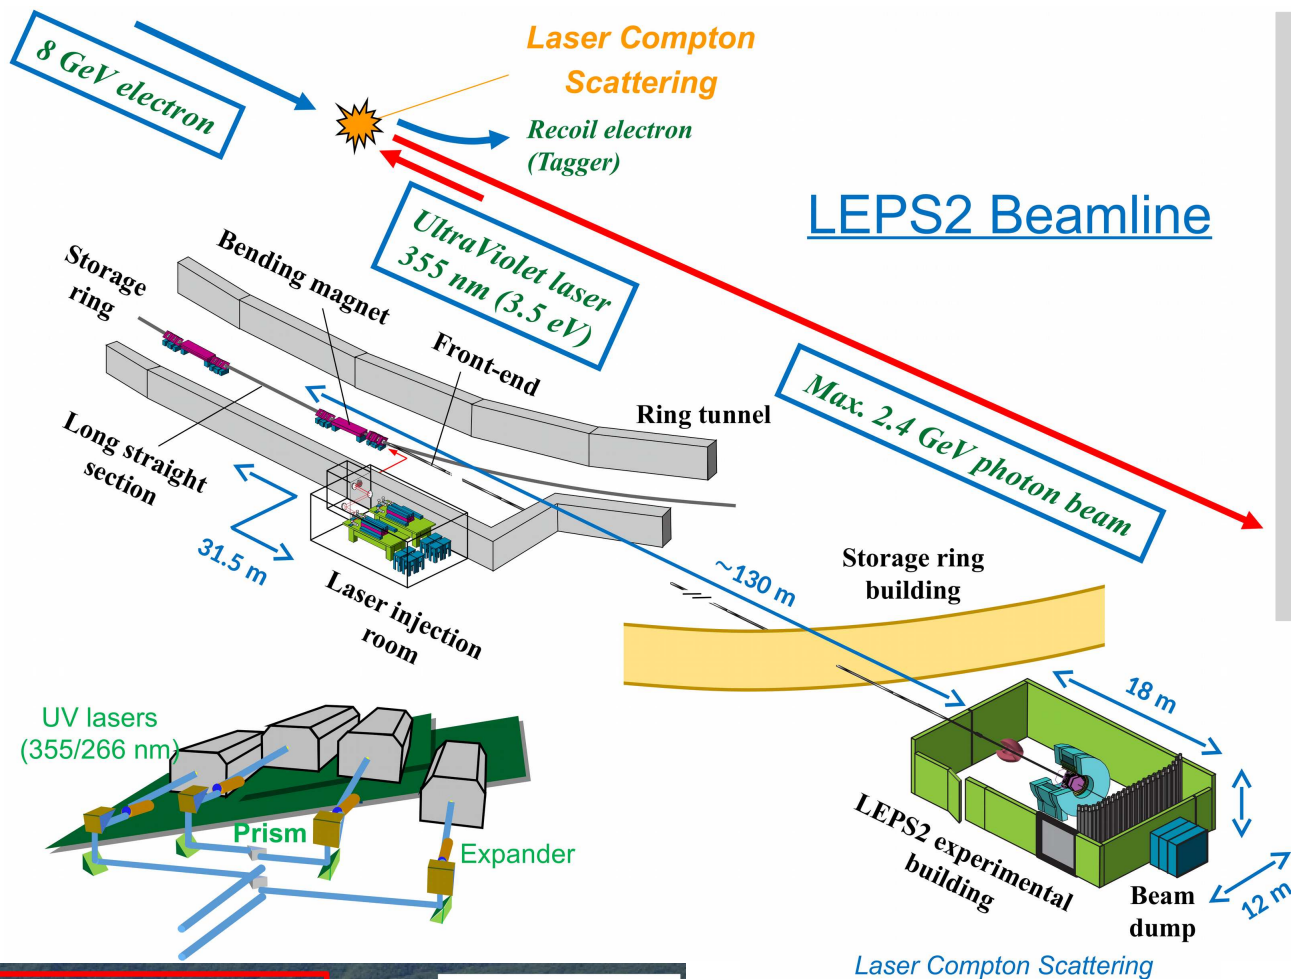 8 GeV electron
Laser Compton
Scattering
Recoil electron
(Tagger)
LEPS2 Beamline
UltraViolet laser
355 nm (3.5 eV)
Max. 2.4 GeV photon beam
Storage
ring
Bending magnet
Front-end
Ring tunnel
Long straight
section
31.5 m
Laser injection
room
~130 m
Storage ring
building
18 m
UV lasers
(355/266 nm)
Prism
Expander
LEPS2 experimental
building
Beam
dump
12 m
Laser Compton Scattering